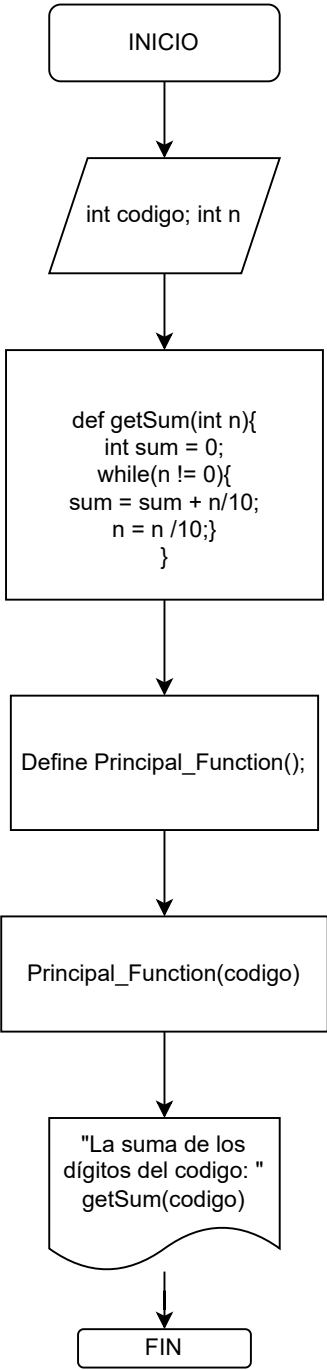 INICIO
int codigo; int n
def getSum(int n){
int sum = 0;
while(n != 0){
sum = sum + n/10;
n = n /10;}
}
Define Principal_Function();
Principal_Function(codigo)
"La suma de los
dígitos del codigo: "
getSum(codigo)
FIN